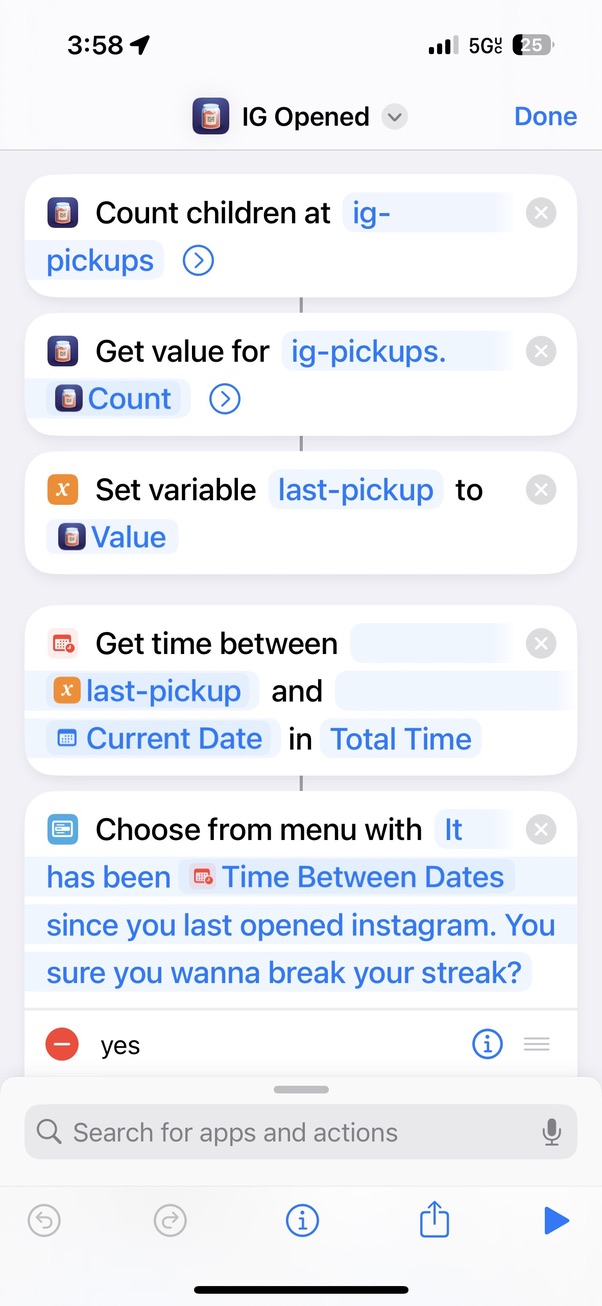 3:58
5GUC 25
IG Opened
Done
Count children at ig-
pickups
Get value for ig-pickups.
Count
Set variable last-pickup to
Value
Get time between
last-pickup and
Current Date in Total Time
Choose from menu with It
has been Time Between Dates
since you last opened instagram. You
sure you wanna break your streak?
yes
Search for apps and actions